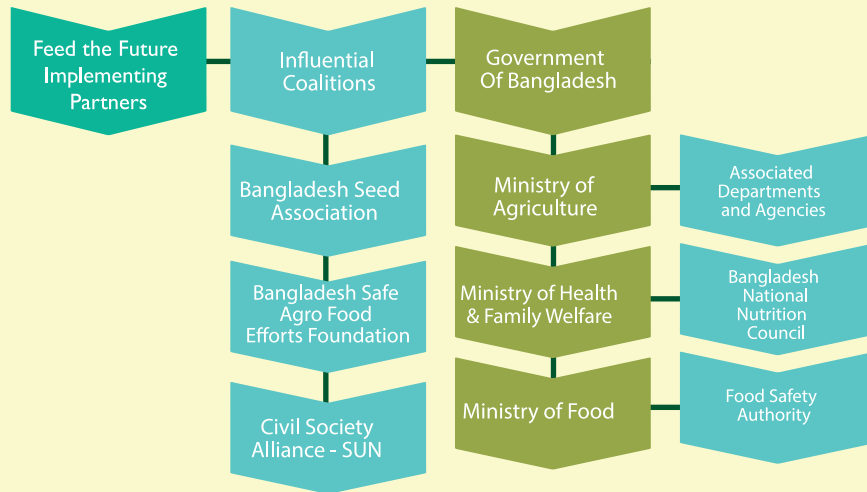 Feed the Future
Implementing
Partners
Influential
Coalitions
Government
Of Bangladesh
Bangladesh Seed
Association
Bangladesh Safe
Agro Food
Efforts Foundation
Civil Society
Alliance - SUN
Ministry of
Agriculture
Associated
Departments
and Agencies
Ministry of Health
& Family Welfare
Bangladesh
National
Nutrition
Council
Ministry of Food
Food Safety
Authority